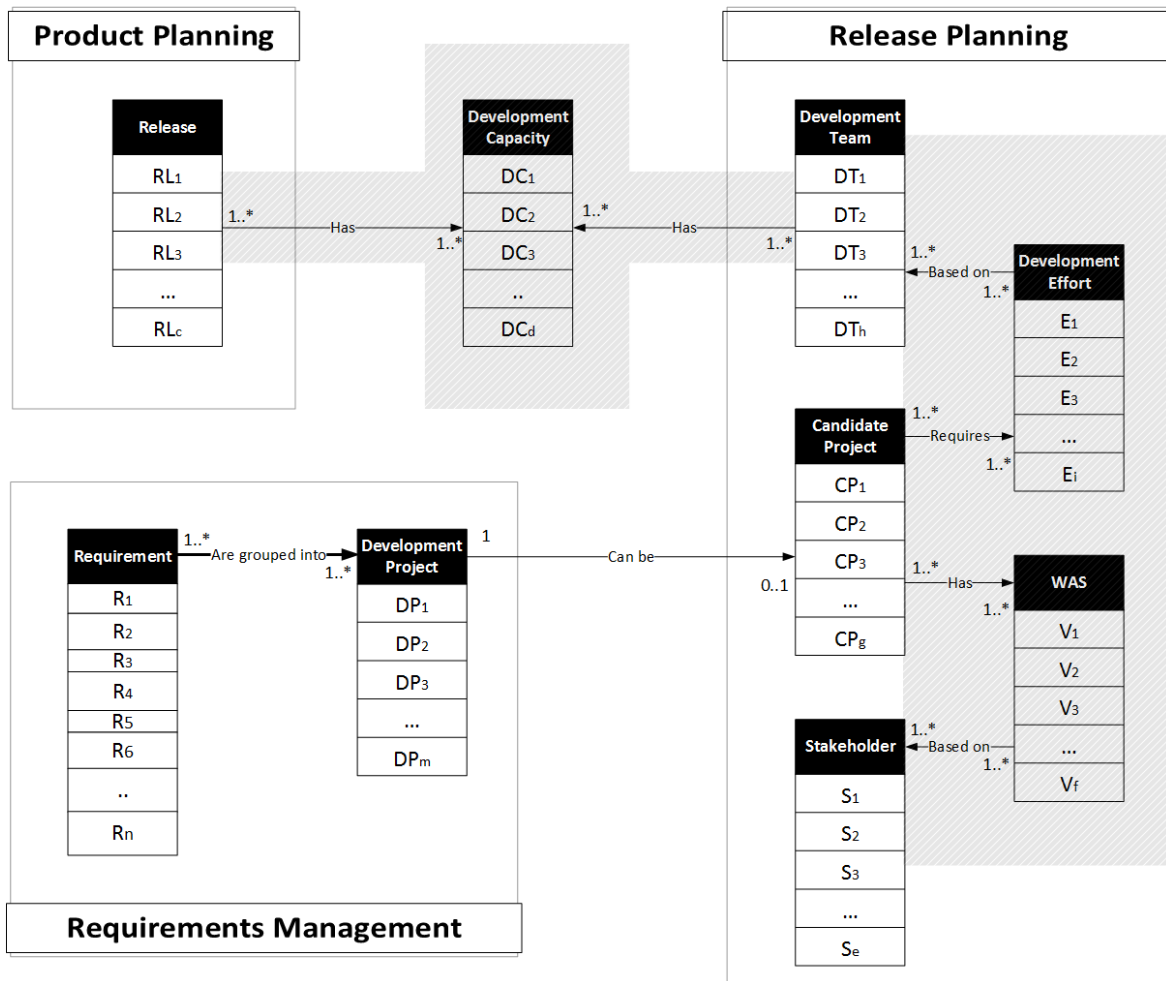 Product Planning
Release Planning
Release
RL1
RL2
RL3
...
RLc
1..*
Has
1..*
Development
Capacity
DC1
DC2
DC3
..
DCd
1..*
Has
1..*
Development
Team
DT1
DT2
DT3
...
DTh
1..*
Based on
1..*
Development
Effort
E1
E2
E3
...
Ei
Candidate
Project
CP1
CP2
CP3
...
CPg
1..*
Requires
1..*
Requirement
R1
R2
R3
R4
R5
R6
..
Rn
1..*
Are grouped into
1..*
Development
Project
DP1
DP2
DP3
...
DPm
1
Can be
0..1
1..*
Has
1..*
WAS
V1
V2
V3
...
Vf
Stakeholder
S1
S2
S3
...
Se
1..*
Based on
1..*
Requirements Management